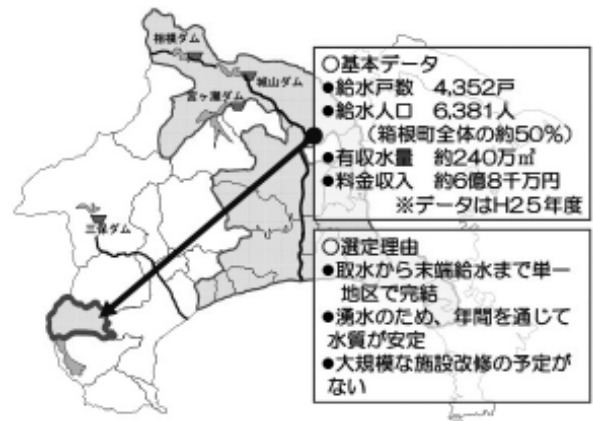 相模ダム
城山ダム
宮ヶ瀬ダム
三保ダム
○基本データ
●給水戸数 4,352戸
●給水人口 6,381人
(箱根町全体の約50%)
●有収水量 約240万㎥
●料金収入 約6億8千万円
※データはH25年度
○選定理由
●取水から末端給水まで単一
地区で完結
●湧水のため、年間を通じて
水質が安定
●大規模な施設改修の予定が
ない